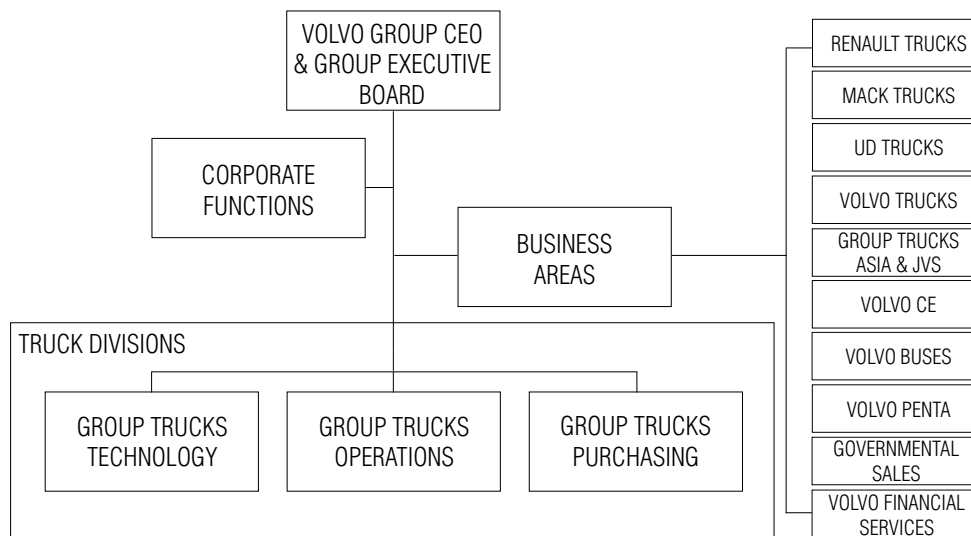 VOLVO GROUP CEO
& GROUP EXECUTIVE
BOARD
CORPORATE
FUNCTIONS
BUSINESS
AREAS
TRUCK DIVISIONS
GROUP TRUCKS
TECHNOLOGY
GROUP TRUCKS
OPERATIONS
GROUP TRUCKS
PURCHASING
RENAULT TRUCKS
MACK TRUCKS
UD TRUCKS
VOLVO TRUCKS
GROUP TRUCKS
ASIA & JVS
VOLVO CE
VOLVO BUSES
VOLVO PENTA
GOVERNMENTAL
SALES
VOLVO FINANCIAL
SERVICES